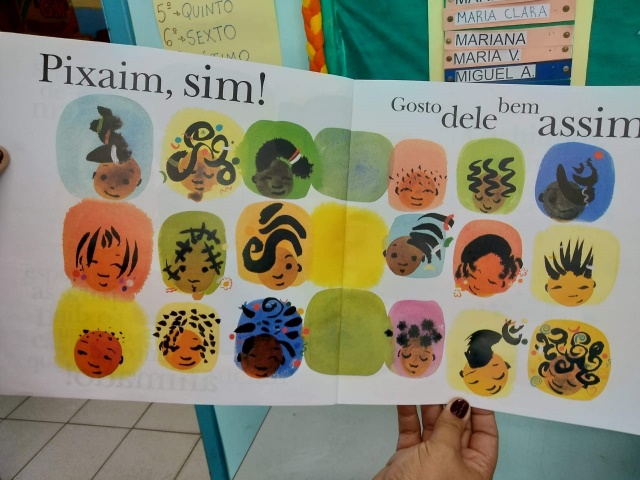 5º → QUINTO
6º → SEXTO
MARIA CLARA
MARIANA
MARIA V.
MIGUEL A.
Pixaim, sim!
Gosto dele bem assim